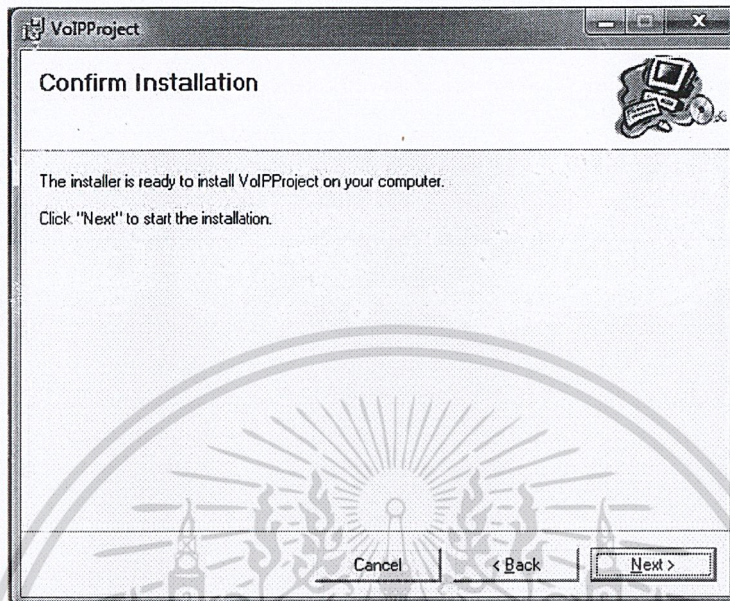 VoIPProject
Confirm Installation
The installer is ready to install VoIPProject on your computer.
Click "Next" to start the installation.
Cancel
< Back
Next >